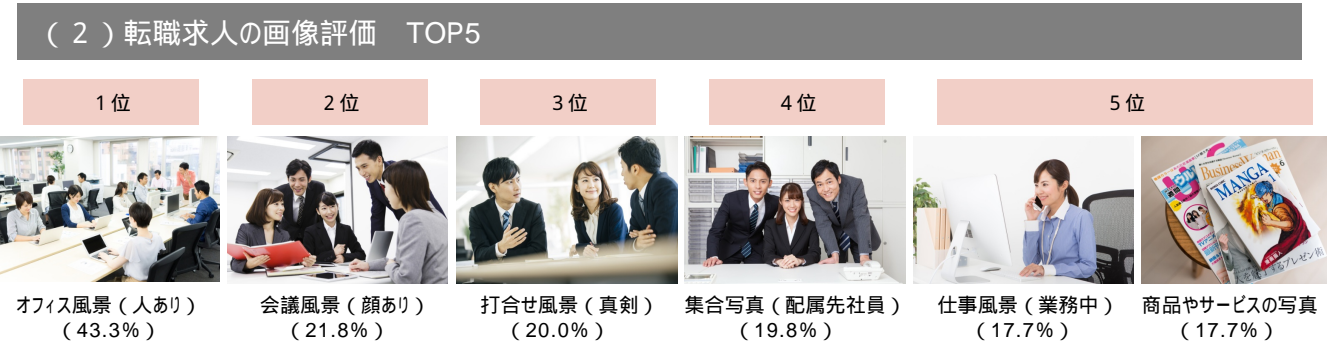 （2）転職求人の画像評価　TOP5
1位
2位
3位
4位
5位
BusinessMan
MANGA
オフィス風景（人あり）
（43.3%）
会議風景（顔あり）
（21.8%）
打合せ風景（真剣）
（20.0%）
集合写真（配属先社員）
（19.8%）
仕事風景（業務中）
（17.7%）
商品やサービスの写真
（17.7%）